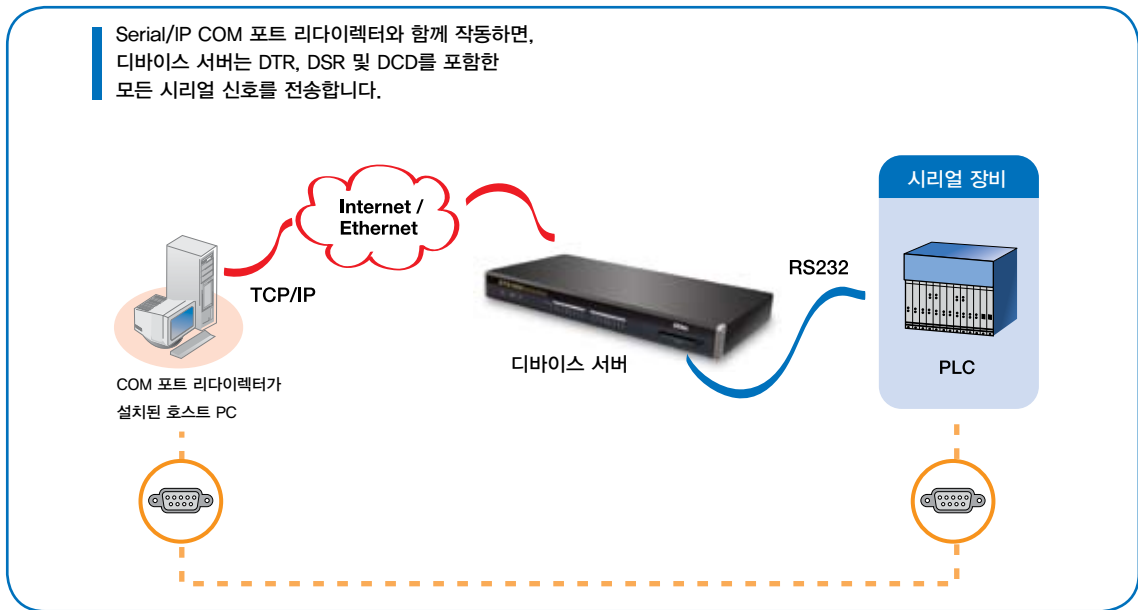 Serial/IP COM 포트 리다이렉터와 함께 작동하면,
디바이스 서버는 DTR, DSR 및 DCD를 포함한
모든 시리얼 신호를 전송합니다.
시리얼 장비
Internet /
Ethernet
RS232
TCP/IP
디바이스 서버
PLC
COM 포트 리다이렉터가
설치된 호스트 PC